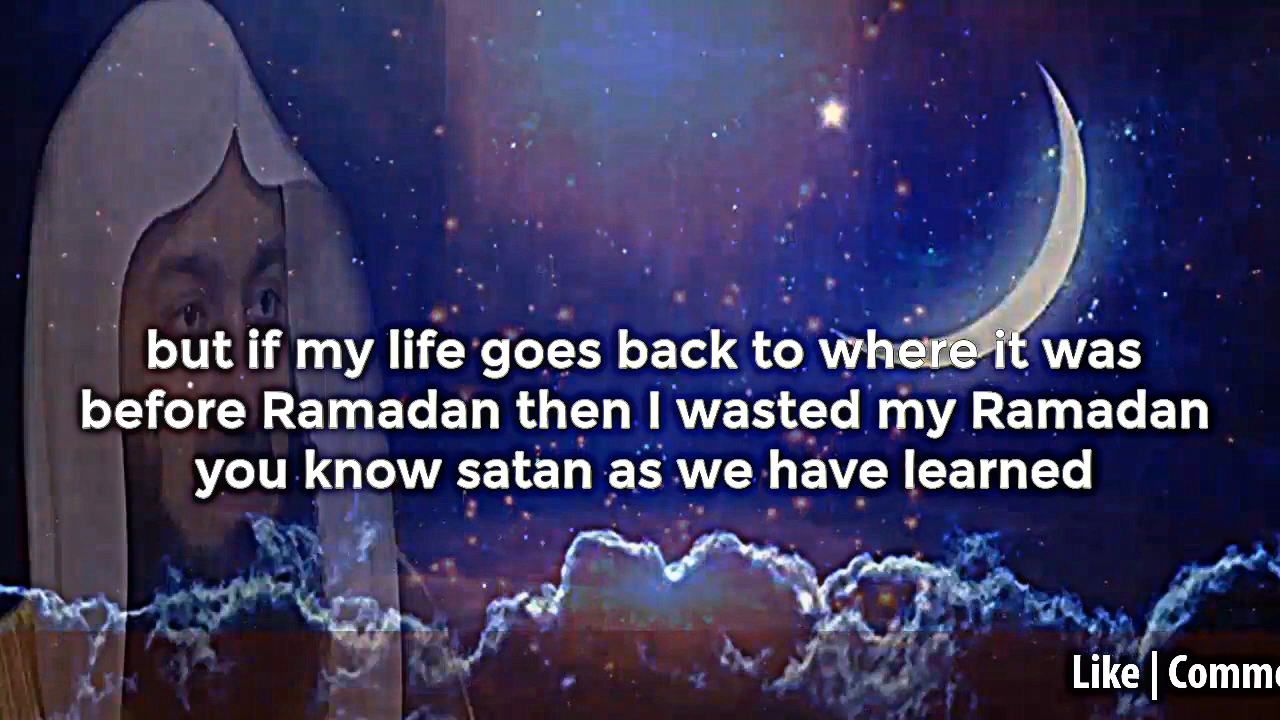 but if my life goes back to where it was
before Ramadan then I wasted my Ramadan
you know satan as we have learned
Like | Comme